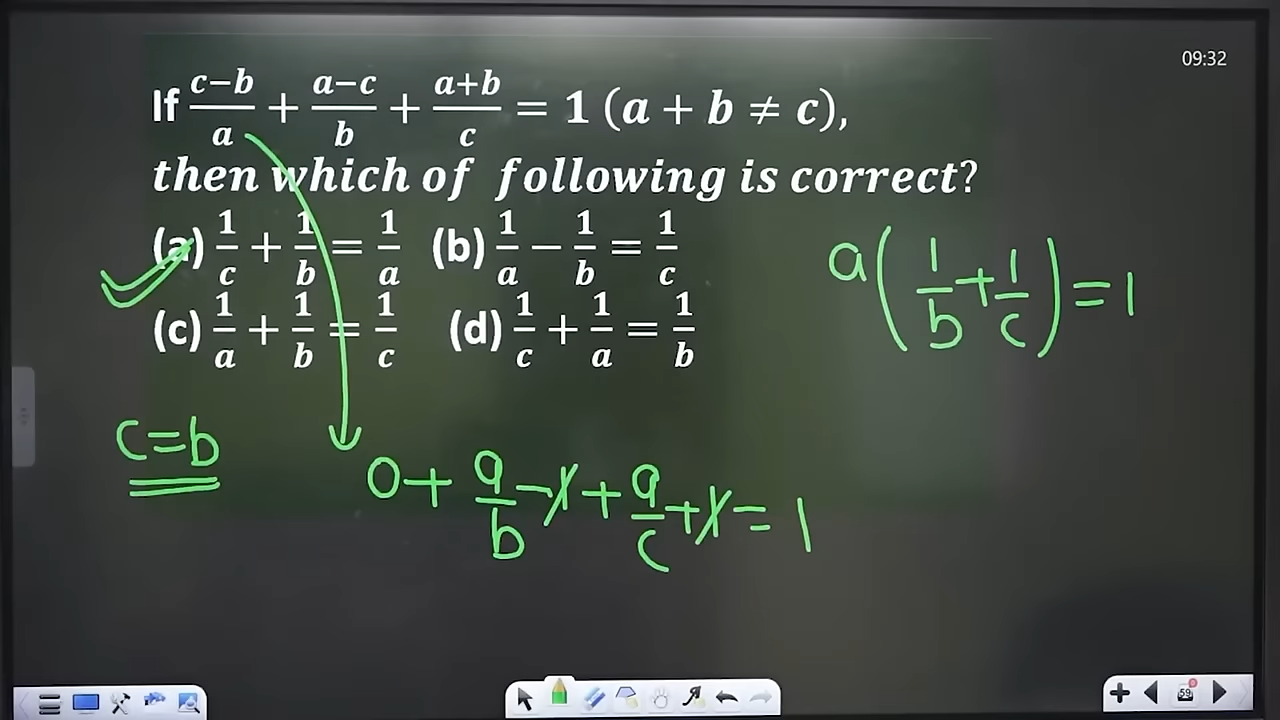 09:32
If (c−b)/a + (a−c)/b + (a+b)/c = 1 (a + b ≠ c),
then which of following is correct?
(a) 1/c + 1/b = 1/a (b) 1/a − 1/b = 1/c
(c) 1/a + 1/b = 1/c (d) 1/c + 1/a = 1/b
a(1/b + 1/c) = 1
c=b
0 + a/b - 1 + a/c + 1 = 1
59